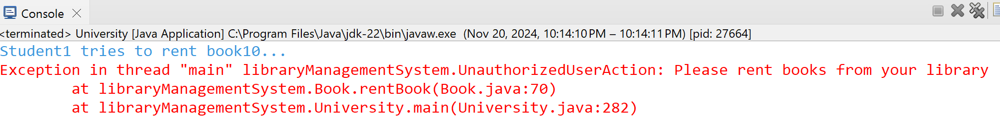 Console
<terminated> University [Java Application] C:\Program Files\Java\jdk-22\bin\javaw.exe (Nov 20, 2024, 10:14:10 PM – 10:14:11 PM) [pid: 27664]
Student1 tries to rent book10...
Exception in thread "main" libraryManagementSystem.UnauthorizedUserAction: Please rent books from your library
at libraryManagementSystem.Book.rentBook(Book.java:70)
at libraryManagementSystem.University.main(University.java:282)